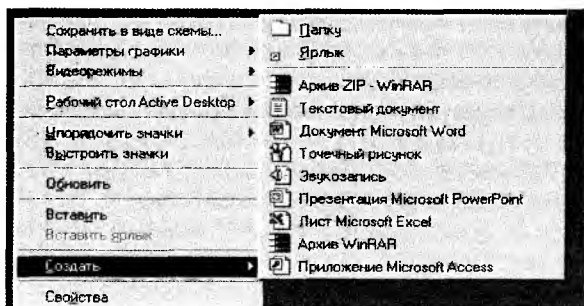 Сохранить в виде схемы...
Параметры графики
Видеорежимы
Рабочий стол Active Desktop
Упорядочить значки
Выстроить значки
Обновить
Вставить
Вставить ярлык
Создать
Свойства
Папку
Ярлык
Архив ZIP - WinRAR
Текстовый документ
Документ Microsoft Word
Точечный рисунок
Звукозапись
Презентация Microsoft PowerPoint
Лист Microsoft Excel
Архив WinRAR
Приложение Microsoft Access